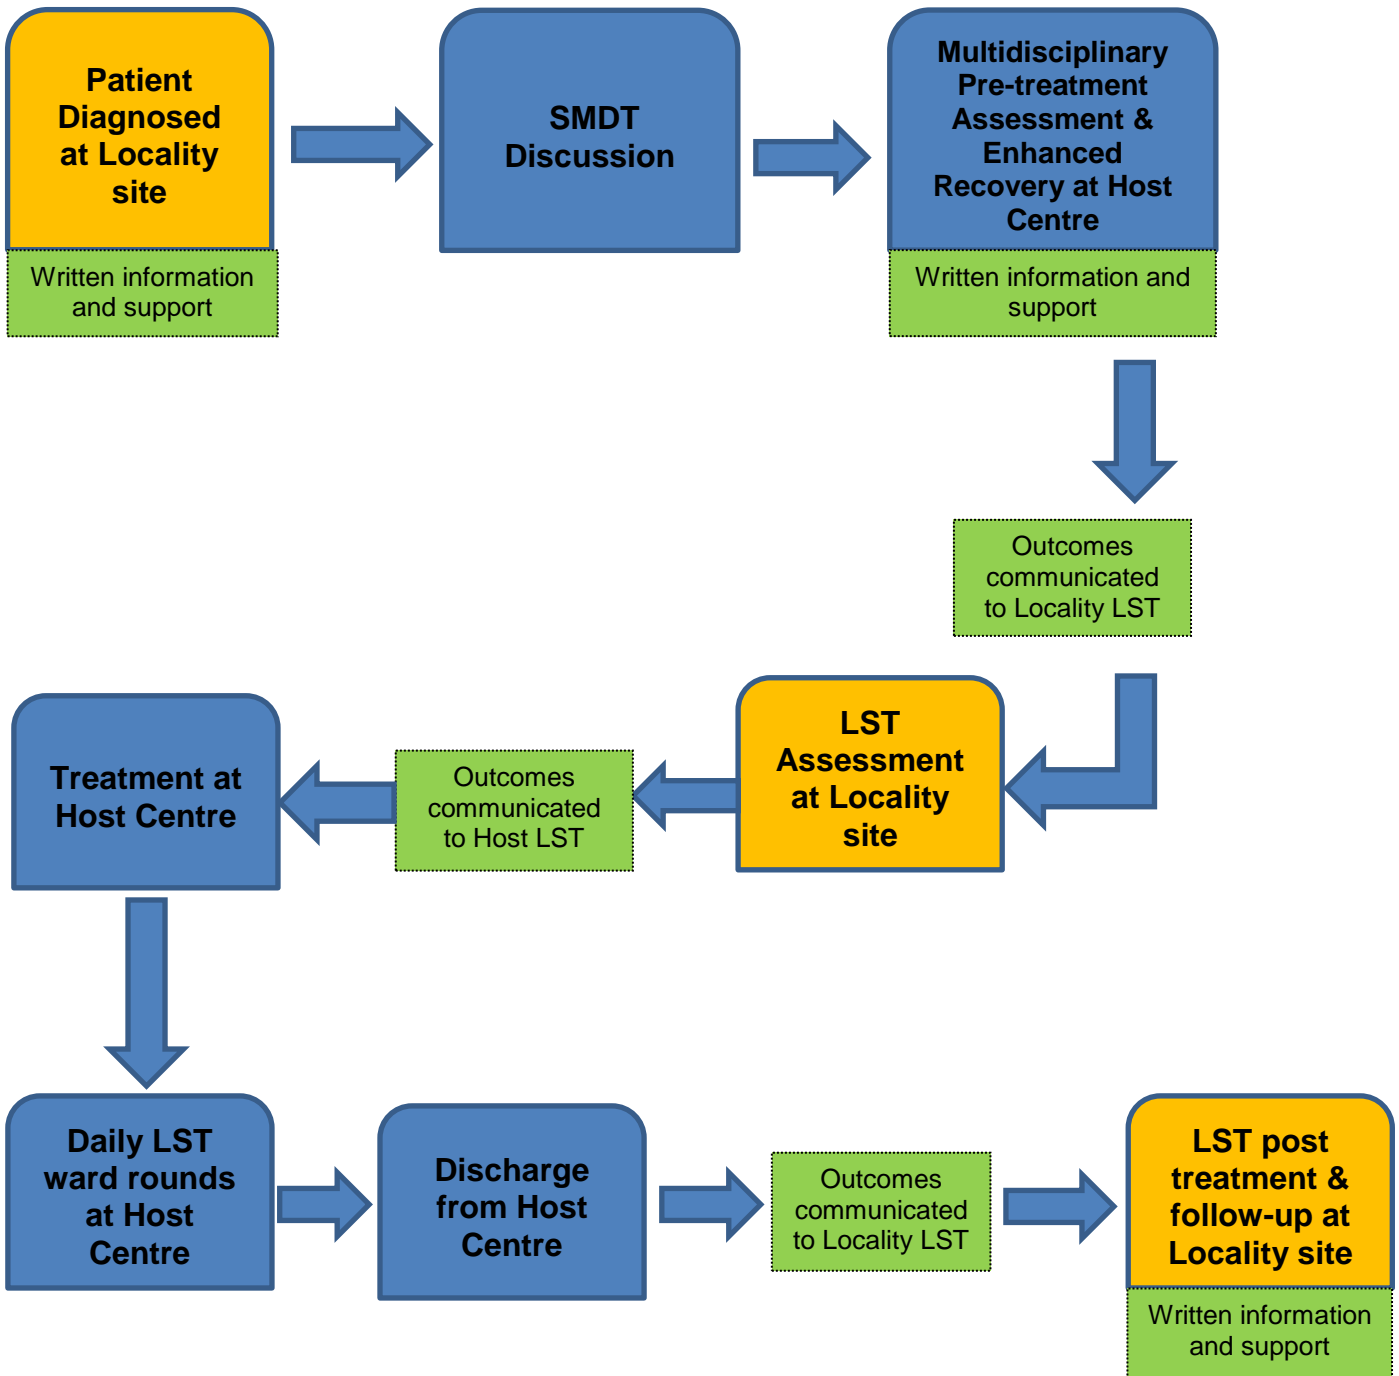 Patient
Diagnosed
at Locality
site
Written information
and support
SMDT
Discussion
Multidisciplinary
Pre-treatment
Assessment &
Enhanced
Recovery at Host
Centre
Written information and
support
Outcomes
communicated
to Locality LST
LST
Assessment
at Locality
site
Outcomes
communicated
to Host LST
Treatment at
Host Centre
Daily LST
ward rounds
at Host
Centre
Discharge
from Host
Centre
Outcomes
communicated
to Locality LST
LST post
treatment &
follow-up at
Locality site
Written information
and support